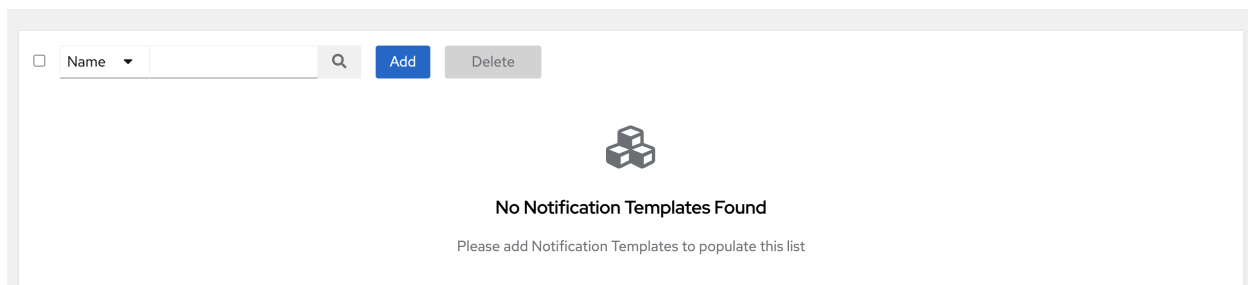 Name Add Delete
No Notification Templates Found
Please add Notification Templates to populate this list